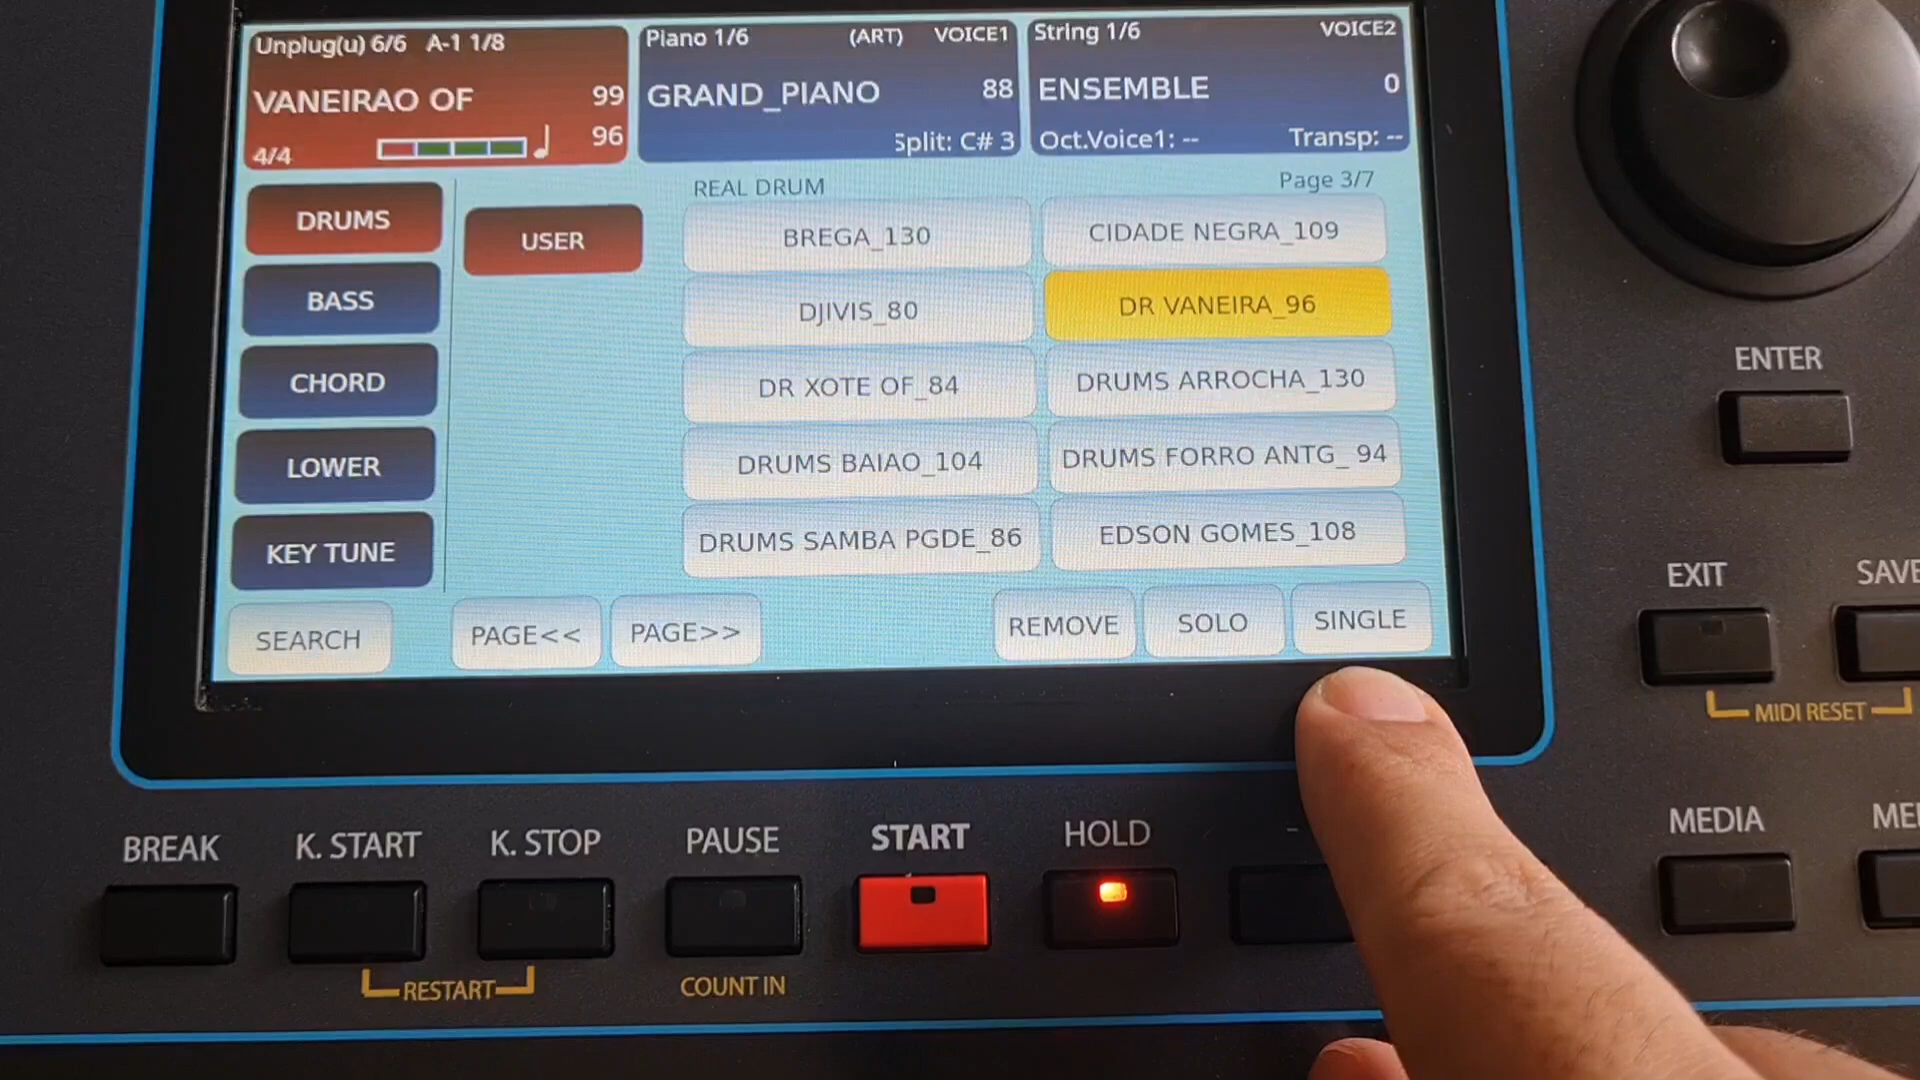 Unplug(u) 6/6 A-1 1/8
VANEIRAO OF 99
96
4/4
Piano 1/6 (ART) VOICE1
GRAND_PIANO 88
Split: C# 3
String 1/6 VOICE2
ENSEMBLE 0
Oct.Voice1: -- Transp: --
DRUMS
BASS
CHORD
LOWER
KEY TUNE
USER
REAL DRUM Page 3/7
BREGA_130 CIDADE NEGRA_109
DJIVIS_80 DR VANEIRA_96
DR XOTE OF_84 DRUMS ARROCHA_130
DRUMS BAIAO_104 DRUMS FORRO ANTG_ 94
DRUMS SAMBA PGDE_86 EDSON GOMES_108
SEARCH PAGE<< PAGE>> REMOVE SOLO SINGLE
ENTER
EXIT
MIDI RESET
MEDIA
BREAK K. START K. STOP PAUSE START HOLD -
RESTART COUNT IN